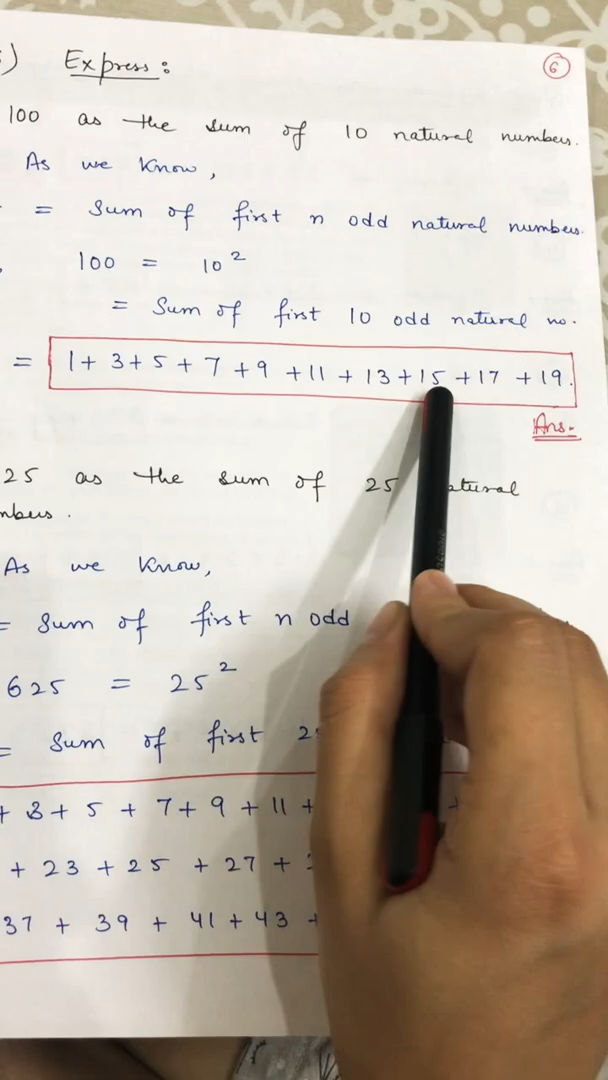 ) Express : 6
100 as the sum of 10 natural numbers.
As we know,
= Sum of first n odd natural numbers.
100 = 10²
= Sum of first 10 odd natural no.
= 1 + 3 + 5 + 7 + 9 + 11 + 13 + 15 + 17 + 19.
Ans.
25 as the sum of 25 atural
mbers .
As we know,
= Sum of first n odd
625 = 25²
= Sum of first 2
+ 3 + 5 + 7 + 9 + 11 + +
+ 23 + 25 + 27 +
37 + 39 + 41 + 43 +